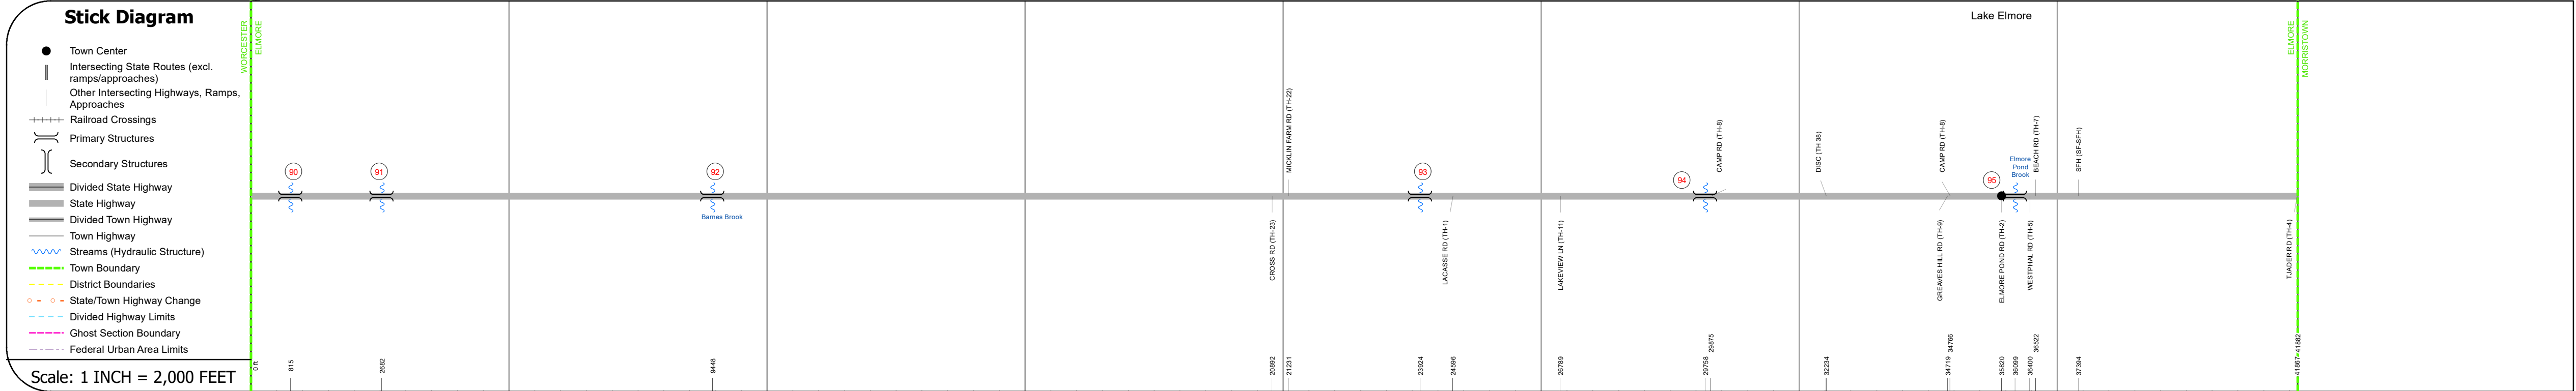 Stick Diagram
Town Center
Intersecting State Routes (excl.
ramps/approaches)
Other Intersecting Highways, Ramps,
Approaches
Railroad Crossings
Primary Structures
Secondary Structures
Divided State Highway
State Highway
Divided Town Highway
Town Highway
Streams (Hydraulic Structure)
Town Boundary
District Boundaries
State/Town Highway Change
Divided Highway Limits
Ghost Section Boundary
Federal Urban Area Limits
Scale: 1 INCH = 2,000 FEET
WORCESTER
ELMORE
Lake Elmore
ELMORE
MORRISTOWN
90
91
92
Barnes Brook
CROSS RD (TH-23)
MICKLIN FARM RD (TH-22)
93
LACASSE RD (TH-1)
LAKEVIEW LN (TH-11)
94
CAMP RD (TH-8)
DISC (TH 38)
CAMP RD (TH-8)
GREAVES HILL RD (TH-9)
95
ELMORE POND RD (TH-2)
Elmore
Pond
Brook
WESTPHAL RD (TH-5)
BEACH RD (TH-7)
SFH (SF-SFH)
TJADER RD (TH-4)
0 ft
815
2682
9448
20892
21231
23924
24596
26789
29758
29875
32234
34719
34766
35820
36099
36400
36522
37394
41867
41882